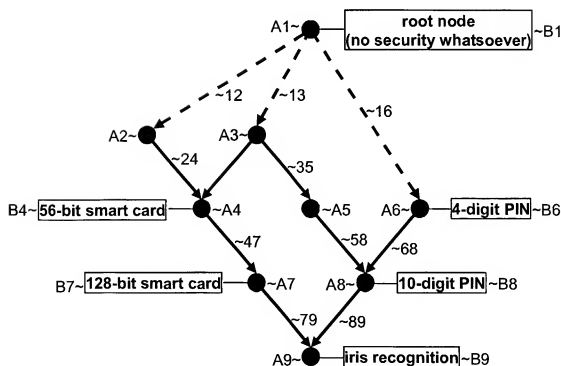 A1~ root node
(no security whatsoever) ~B1
~12
~13
~16
A2~
A3~
~24
~35
B4~ 56-bit smart card ~A4
~A5
A6~ 4-digit PIN ~B6
~47
~58
~68
B7~ 128-bit smart card ~A7
A8~ 10-digit PIN ~B8
~79
~89
A9~ iris recognition ~B9